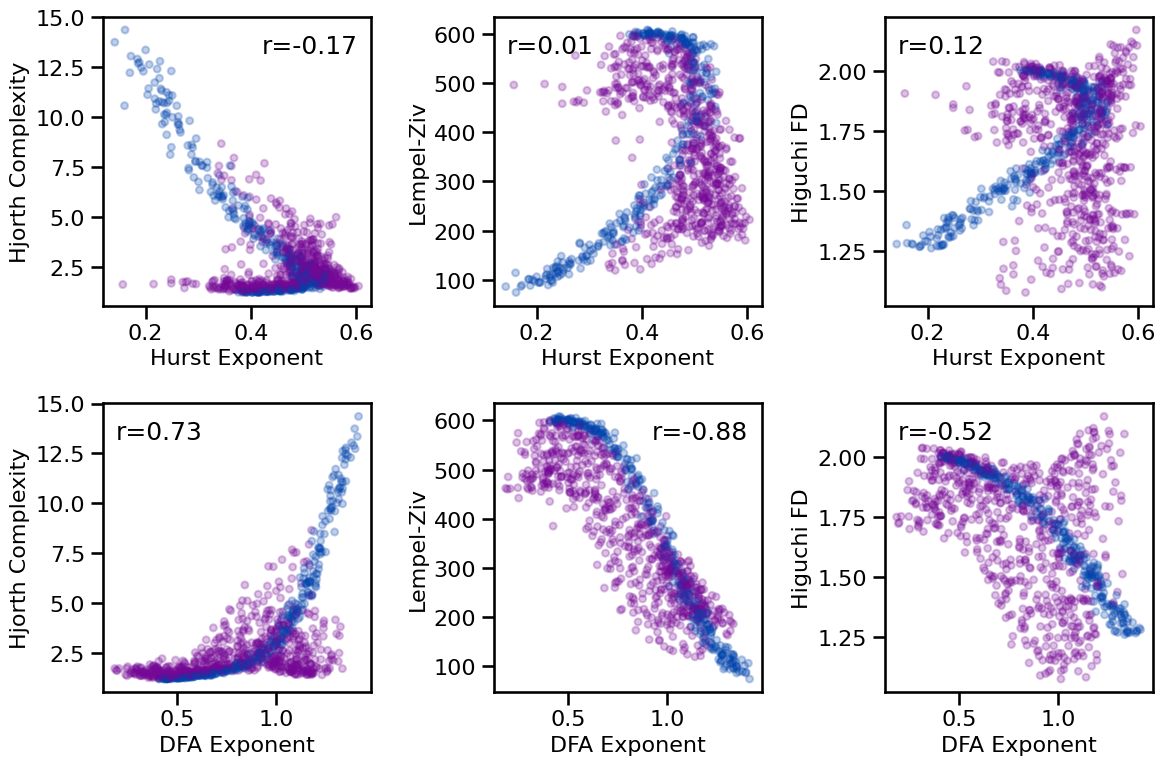 Hjorth Complexity
15.0
12.5
10.0
7.5
5.0
2.5
r=-0.17
0.2
0.4
0.6
Hurst Exponent
Lempel-Ziv
600
500
400
300
200
100
r=0.01
0.2
0.4
0.6
Hurst Exponent
Higuchi FD
2.00
1.75
1.50
1.25
r=0.12
0.2
0.4
0.6
Hurst Exponent
Hjorth Complexity
15.0
12.5
10.0
7.5
5.0
2.5
r=0.73
0.5
1.0
DFA Exponent
Lempel-Ziv
600
500
400
300
200
100
r=-0.88
0.5
1.0
DFA Exponent
Higuchi FD
2.00
1.75
1.50
1.25
r=-0.52
0.5
1.0
DFA Exponent